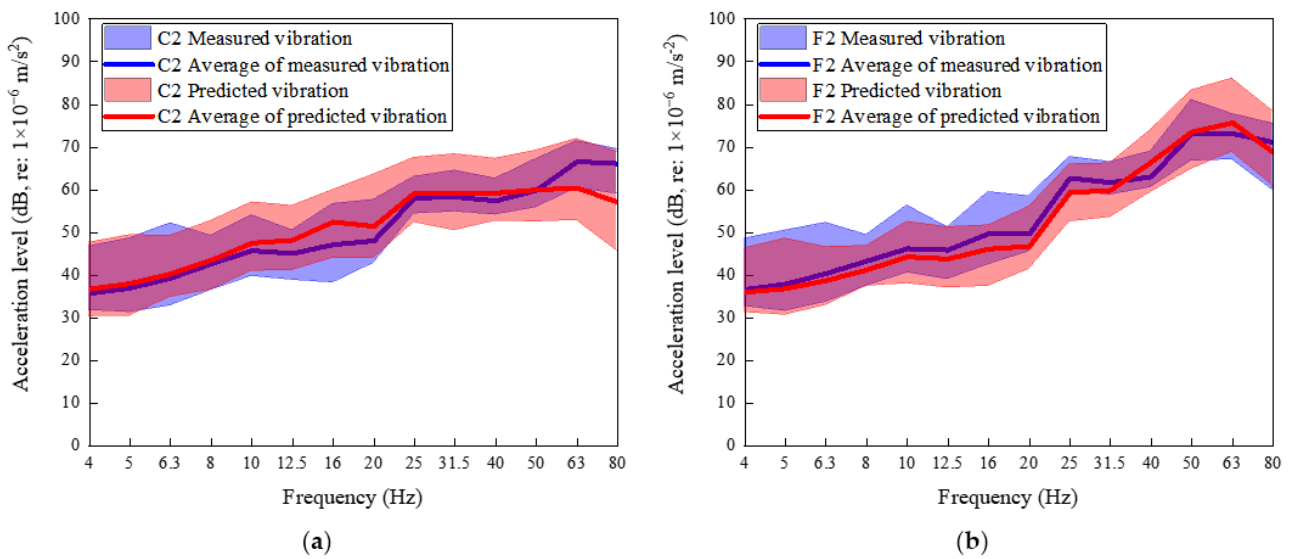 C2 Measured vibration
C2 Average of measured vibration
C2 Predicted vibration
C2 Average of predicted vibration
Acceleration level (dB, re: 1×10⁻⁶ m/s²)
100
90
80
70
60
50
40
30
20
10
0
4 5 6.3 8 10 12.5 16 20 25 31.5 40 50 63 80
Frequency (Hz)
(a)
F2 Measured vibration
F2 Average of measured vibration
F2 Predicted vibration
F2 Average of predicted vibration
Acceleration level (dB, re: 1×10⁻⁶ m/s⁻²)
100
90
80
70
60
50
40
30
20
10
0
4 5 6.3 8 10 12.5 16 20 25 31.5 40 50 63 80
Frequency (Hz)
(b)